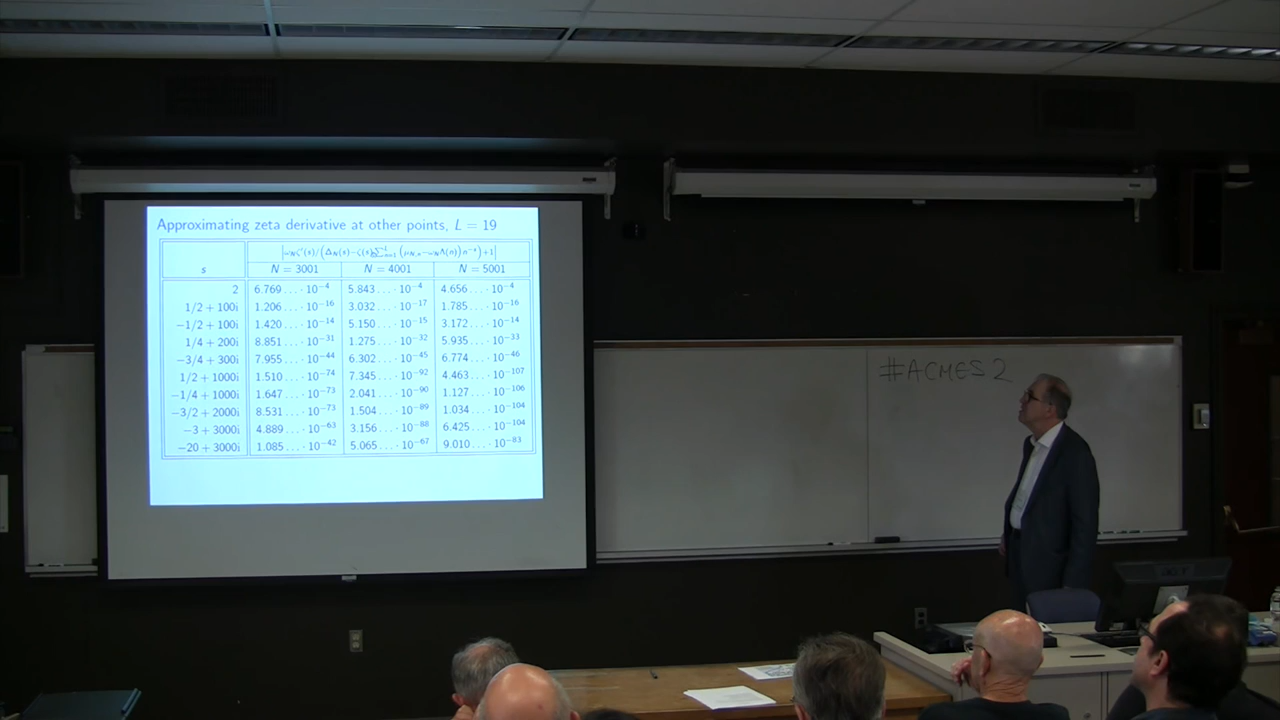 Approximating zeta derivative at other points, L = 19
|ω_N ζ′(s)/(Δ_N(s)−ζ(s)∑ⁿ⁼¹ᴸ(μ_{N,n}−ω_NΛ(n))n⁻ˢ)+1|
s N = 3001 N = 4001 N = 5001
2 6.769 … · 10⁻⁴ 5.843 … · 10⁻⁴ 4.656 … · 10⁻⁴
1/2 + 100i 1.206 … · 10⁻¹⁶ 3.032 … · 10⁻¹⁷ 1.785 … · 10⁻¹⁶
−1/2 + 100i 1.420 … · 10⁻¹⁴ 5.150 … · 10⁻¹⁵ 3.172 … · 10⁻¹⁴
1/4 + 200i 8.851 … · 10⁻³¹ 1.275 … · 10⁻³² 5.935 … · 10⁻³³
−3/4 + 300i 7.955 … · 10⁻⁴⁴ 6.302 … · 10⁻⁴⁵ 6.774 … · 10⁻⁴⁶
1/2 + 1000i 1.510 … · 10⁻⁷⁴ 7.345 … · 10⁻⁹² 4.463 … · 10⁻¹⁰⁷
−1/4 + 1000i 1.647 … · 10⁻⁷³ 2.041 … · 10⁻⁹⁰ 1.127 … · 10⁻¹⁰⁶
−3/2 + 2000i 8.531 … · 10⁻⁷³ 1.504 … · 10⁻⁸⁹ 1.034 … · 10⁻¹⁰⁴
−3 + 3000i 4.889 … · 10⁻⁶³ 3.156 … · 10⁻⁸⁸ 6.425 … · 10⁻¹⁰⁴
−20 + 3000i 1.085 … · 10⁻⁴² 5.065 … · 10⁻⁶⁷ 9.010 … · 10⁻⁸³
#ACMES 2